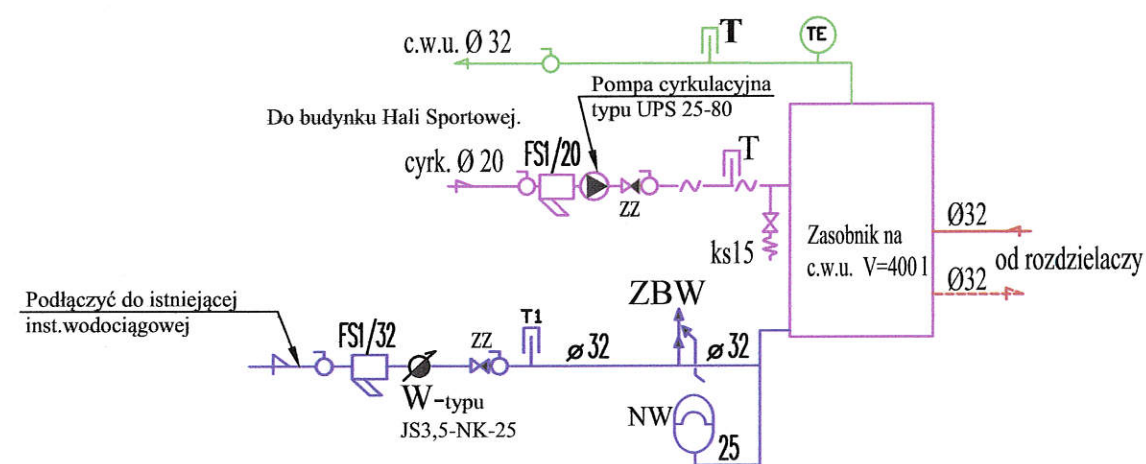 c.w.u. Ø 32
T
TE
Pompa cyrkulacyjna
typu UPS 25-80
Do budynku Hali Sportowej.
cyrk. Ø 20
FS1/20
T
ZZ
ks15
Zasobnik na
c.w.u. V=400 l
Ø32
od rozdzielaczy
Ø32
Podłączyć do istniejącej
inst.wodociągowej
FS1/32
ZZ
T1
ø 32
ZBW
ø 32
W-typu
JS3,5-NK-25
NW
25